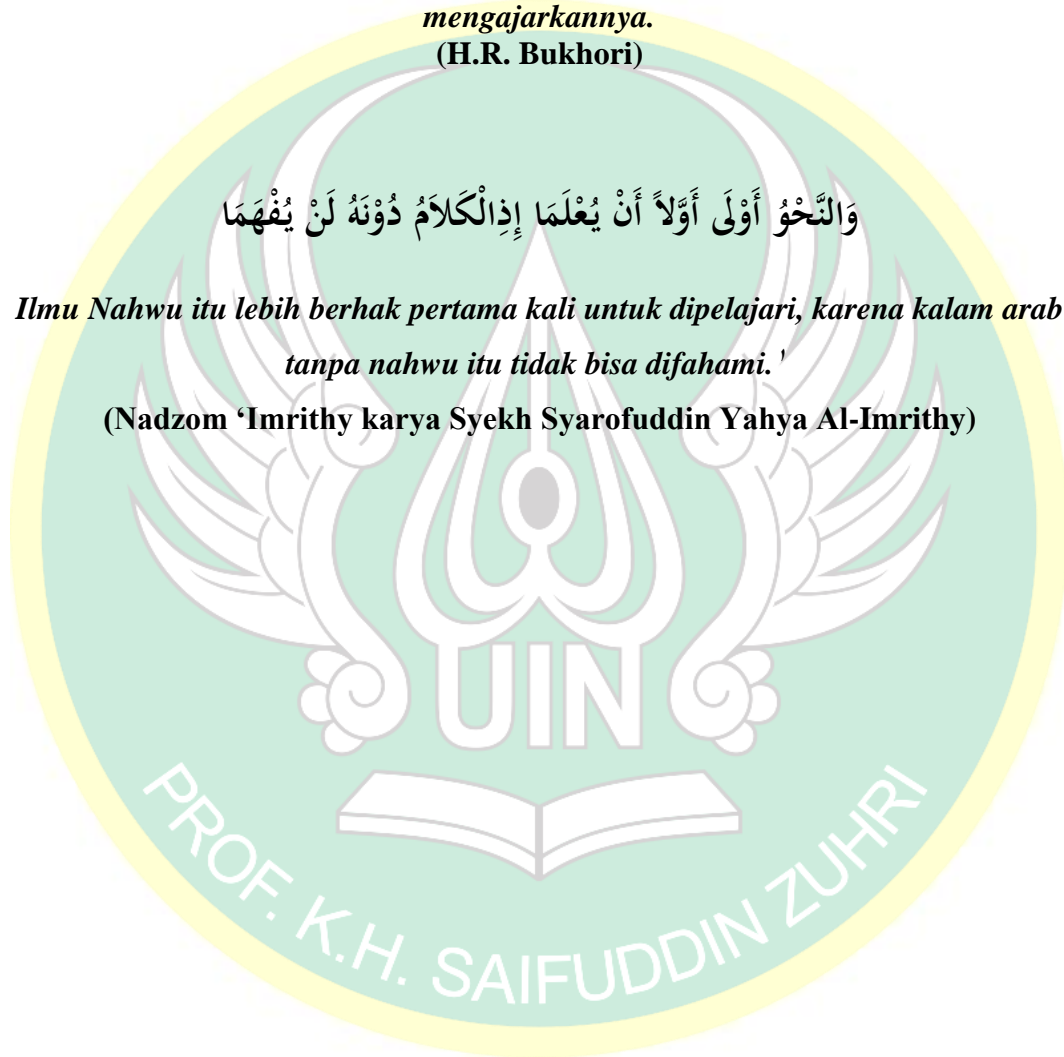 mengajarkannya.
(H.R. Bukhori)
وَالنَّحْوُ أَوْلَى أَوَّلاً أَنْ يُعْلَمَا إِذِالْكَلاَمُ دُوْنَهُ لَنْ يُفْهَمَا
Ilmu Nahwu itu lebih berhak pertama kali untuk dipelajari, karena kalam arab
tanpa nahwu itu tidak bisa difahami.¹
(Nadzom ‘Imrithy karya Syekh Syarofuddin Yahya Al-Imrithy)
UIN
PROF. K.H. SAIFUDDIN ZUHRI